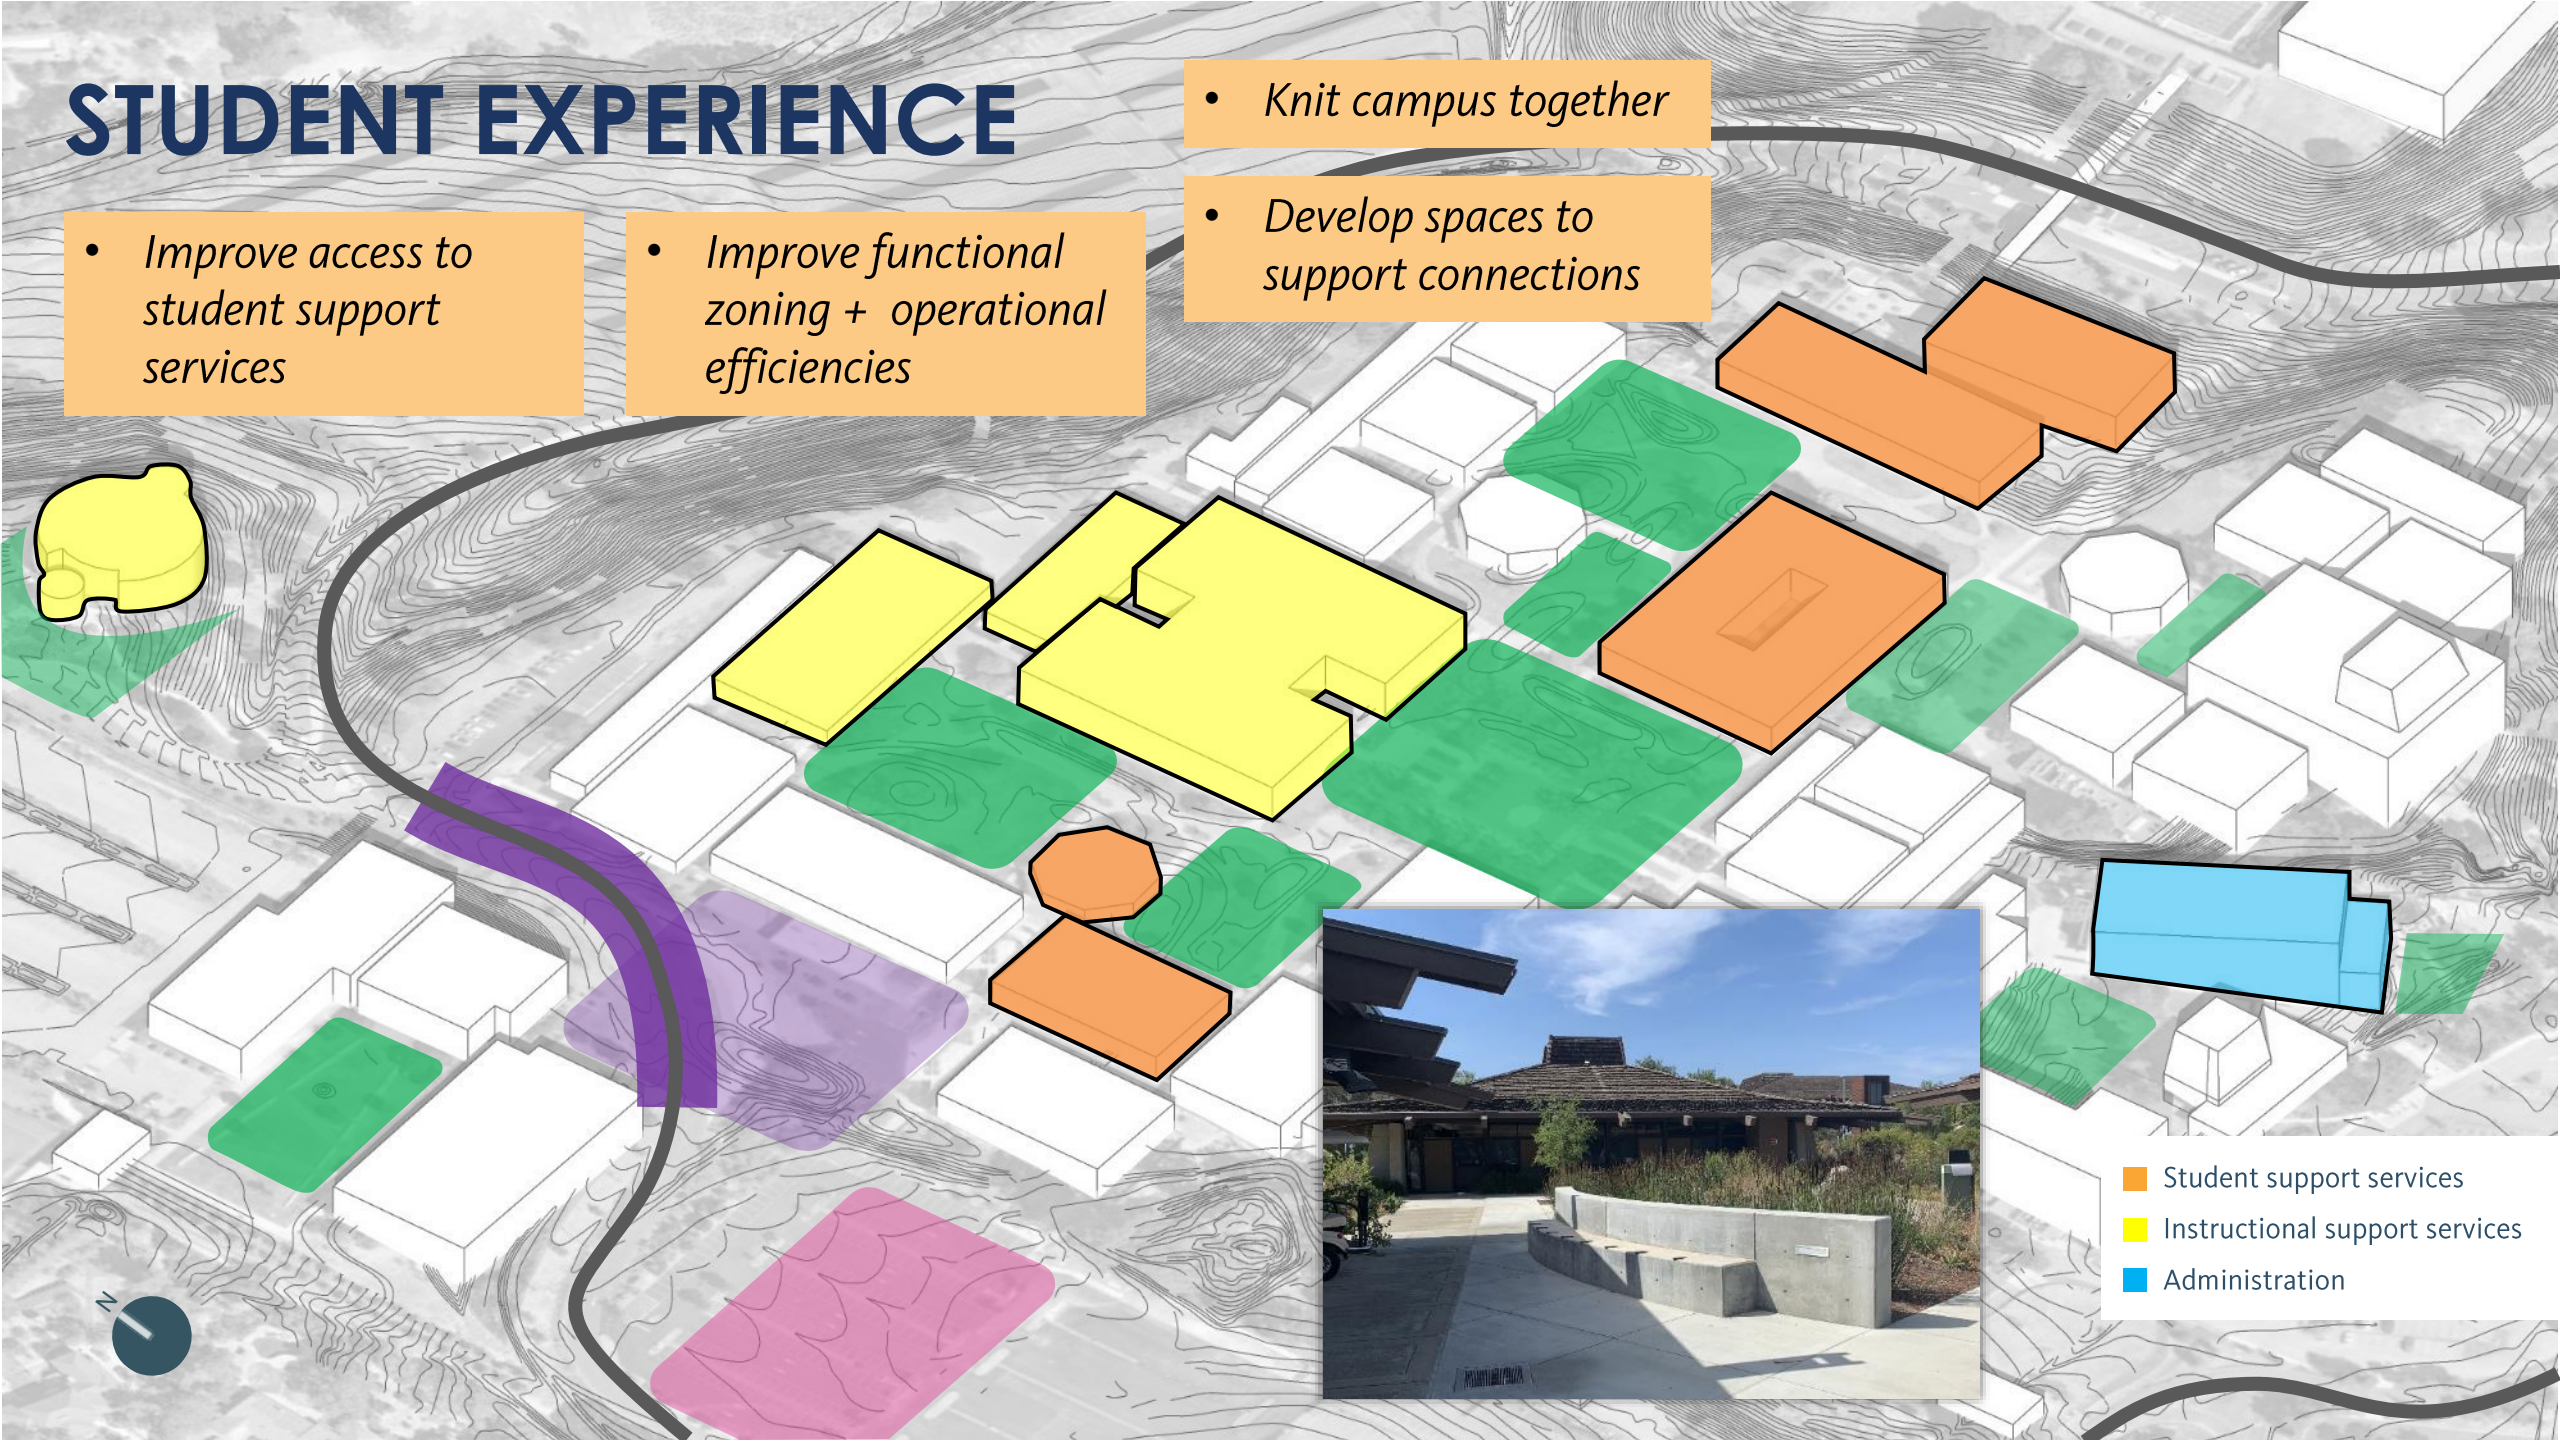 STUDENT EXPERIENCE
• Improve access to
student support
services
• Improve functional
zoning + operational
efficiencies
• Knit campus together
• Develop spaces to
support connections
Student support services
Instructional support services
Administration
N